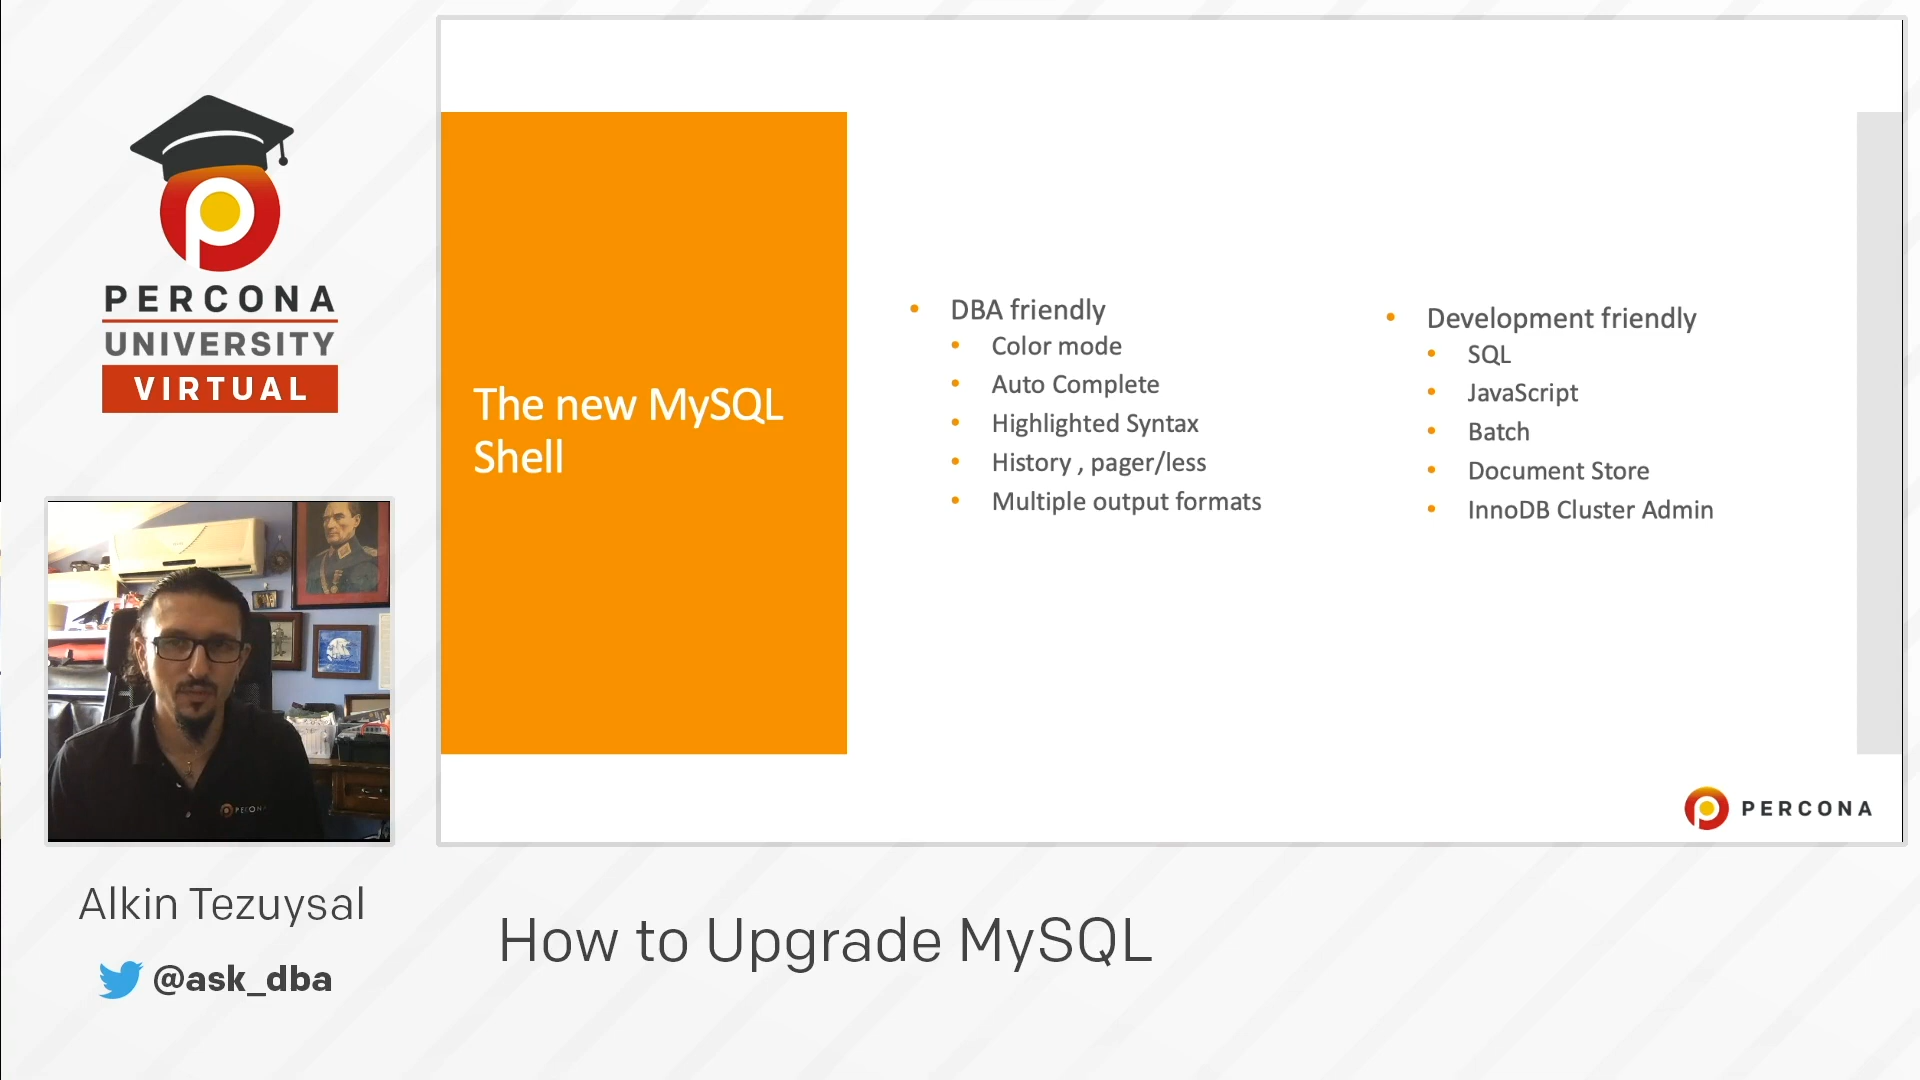 PERCONA
UNIVERSITY
VIRTUAL
The new MySQL
Shell
• DBA friendly
• Color mode
• Auto Complete
• Highlighted Syntax
• History , pager/less
• Multiple output formats
• Development friendly
• SQL
• JavaScript
• Batch
• Document Store
• InnoDB Cluster Admin
PERCONA
PERCONA
Alkin Tezuysal
@ask_dba
How to Upgrade MySQL